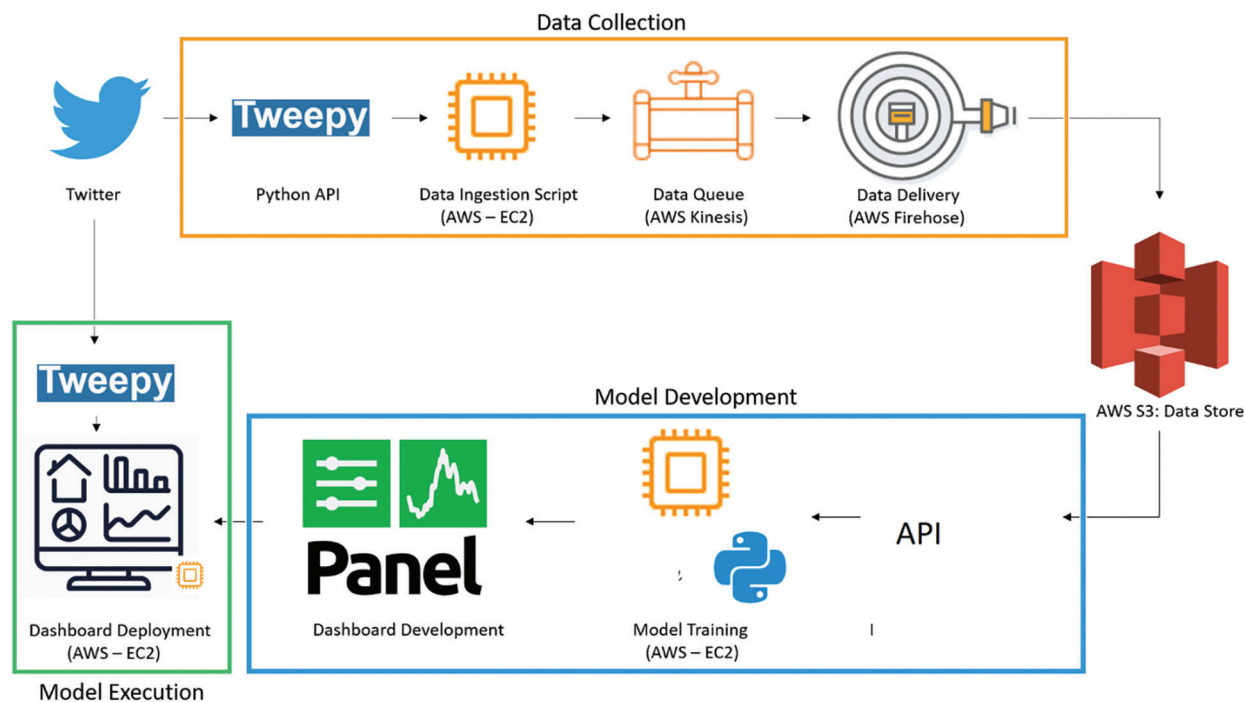 Data Collection
Tweepy
Twitter
Python API
Data Ingestion Script
(AWS – EC2)
Data Queue
(AWS Kinesis)
Data Delivery
(AWS Firehose)
AWS S3: Data Store
Model Development
API
Model Training
(AWS – EC2)
Panel
Dashboard Development
Tweepy
Dashboard Deployment
(AWS – EC2)
Model Execution